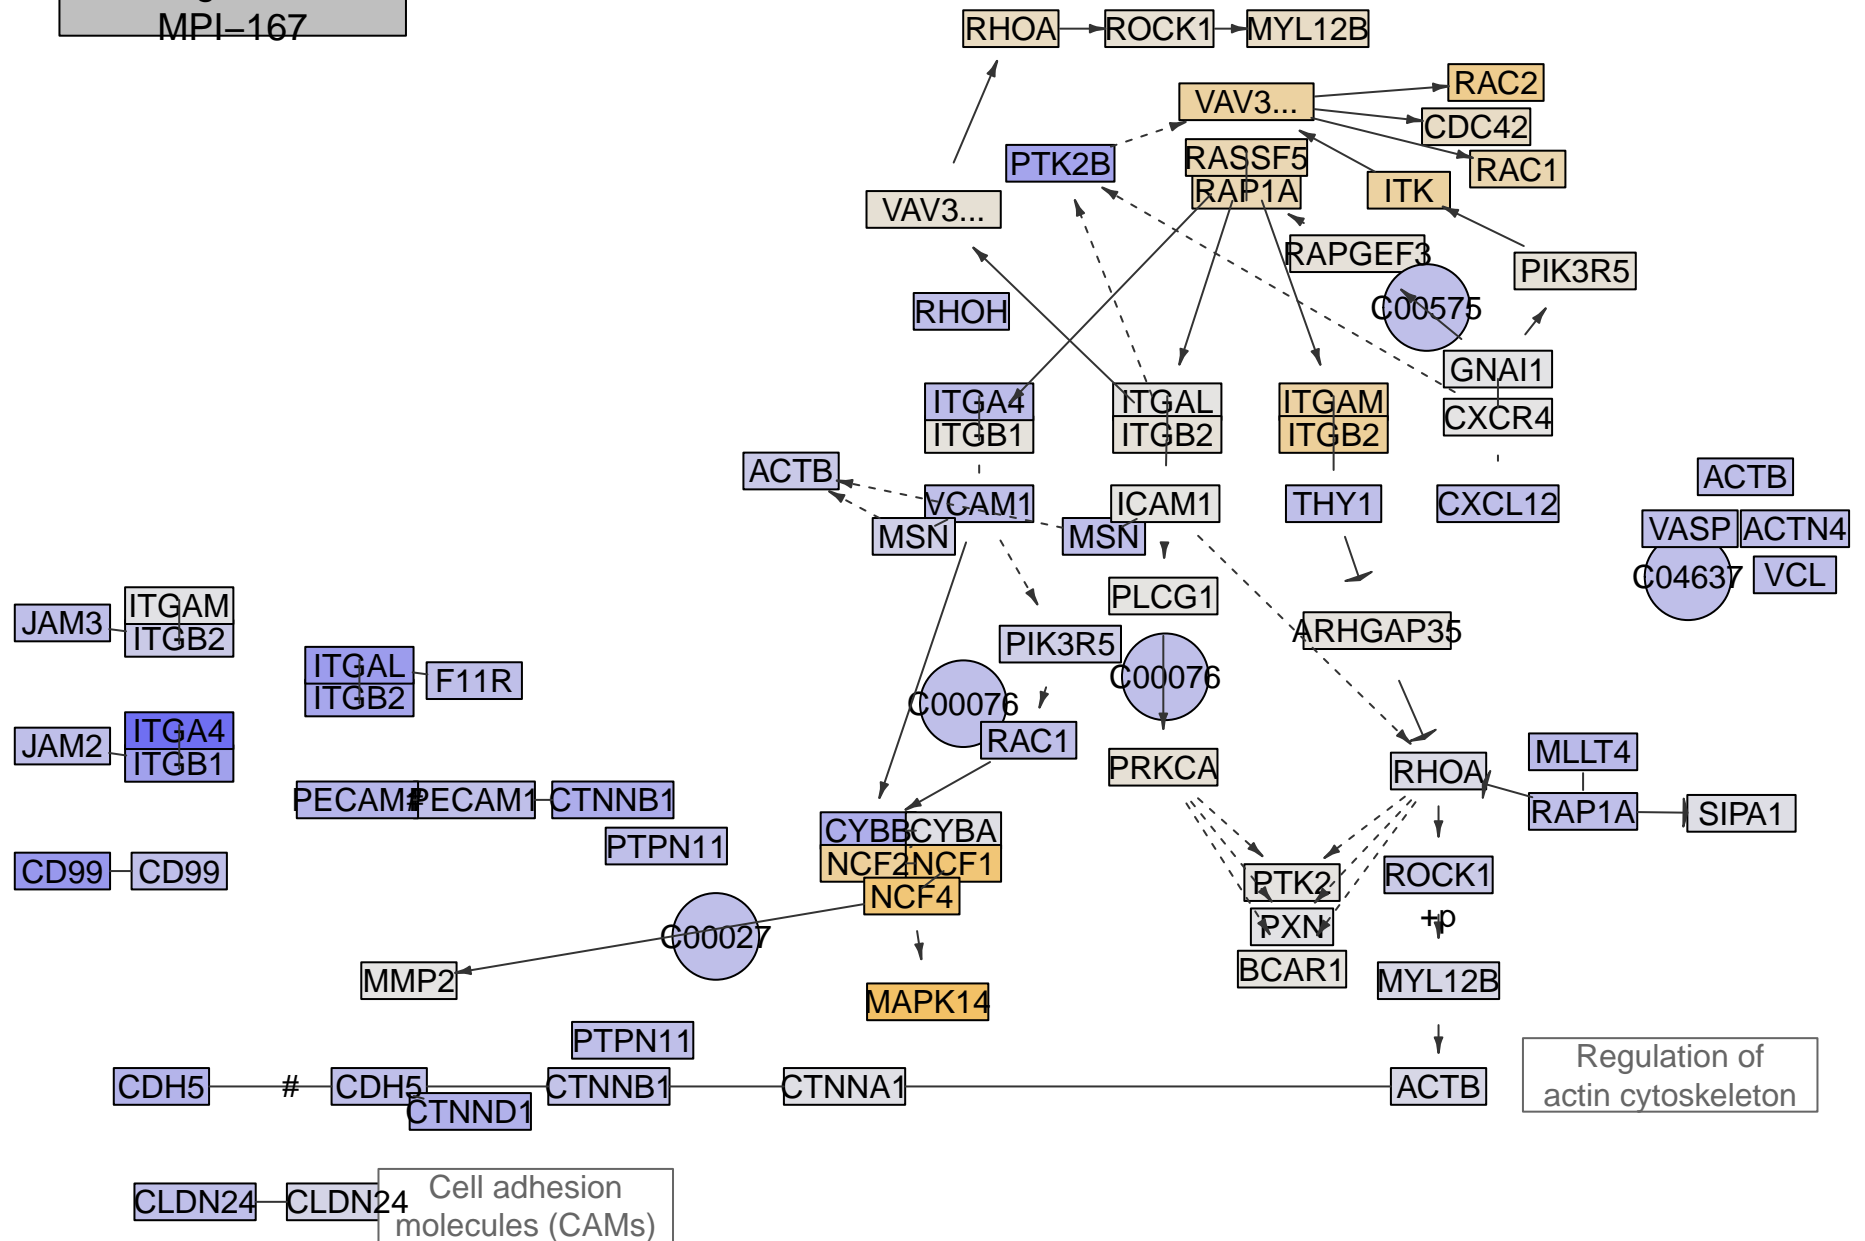 MPI−167
RHOA
ROCK1
MYL12B
RAC2
VAV3...
CDC42
PTK2B
RASSF5
RAC1
RAP1A
ITK
VAV3...
RAPGEF3
PIK3R5
RHOH
C00575
GNAI1
ITGA4
ITGAL
ITGAM
CXCR4
ITGB1
ITGB2
ITGB2
ACTB
ACTB
VCAM1
ICAM1
THY1
CXCL12
MSN
MSN
VASP
ACTN4
C04637
VCL
PLCG1
ITGAM
JAM3
ITGB2
ARHGAP35
PIK3R5
ITGAL
F11R
ITGB2
C00076
C00076
ITGA4
JAM2
ITGB1
RAC1
PRKCA
RHOA
MLLT4
PECAM1
#
PECAM1
CTNNB1
RAP1A
SIPA1
CYBB
CYBA
PTPN11
NCF2
NCF1
CD99
CD99
NCF4
PTK2
ROCK1
+p
PXN
C00027
BCAR1
MMP2
MYL12B
MAPK14
PTPN11
CDH5
#
CDH5
CTNNB1
CTNNA1
ACTB
CTNND1
Regulation of
actin cytoskeleton
CLDN24
CLDN24
Cell adhesion
molecules (CAMs)